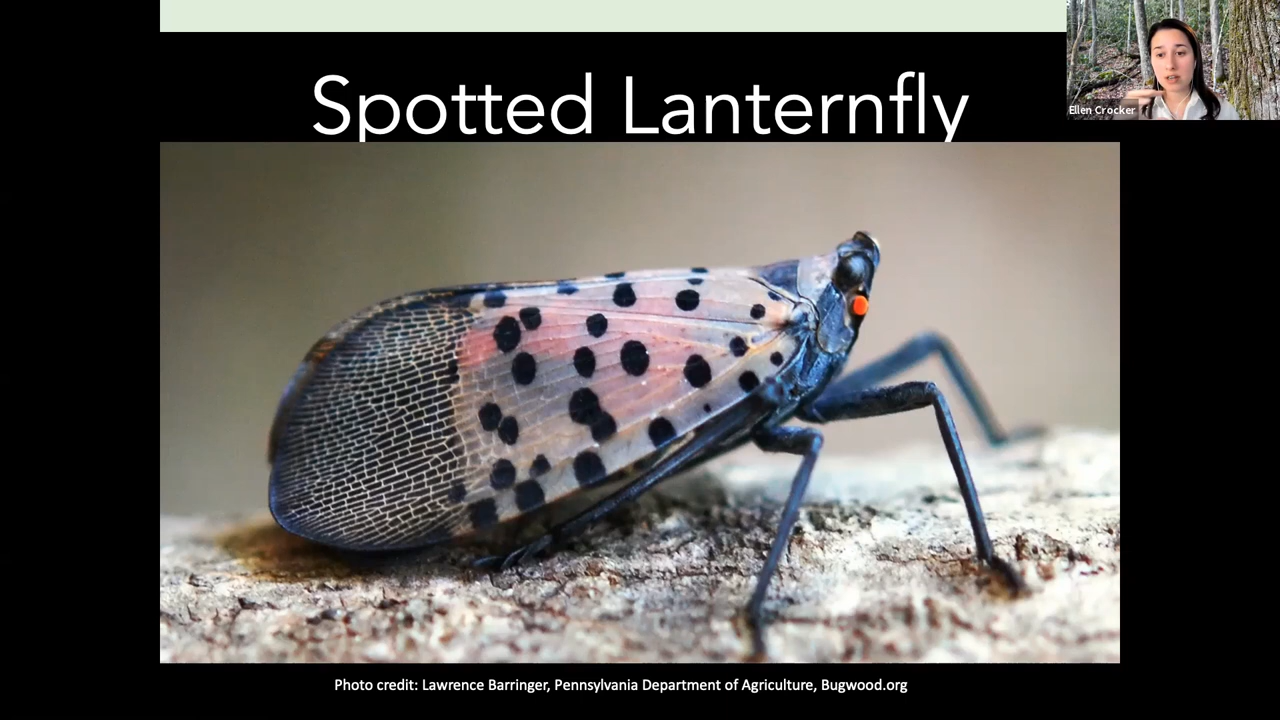 Spotted Lanternfly
Ellen Crocker
Photo credit: Lawrence Barringer, Pennsylvania Department of Agriculture, Bugwood.org